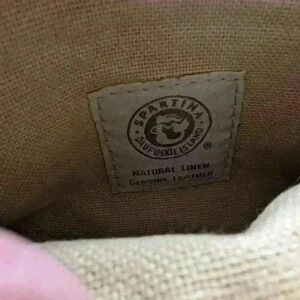 SPARTINA
DAUFUSKIE ISLAND
®
NATURAL LINEN
GENUINE LEATHER